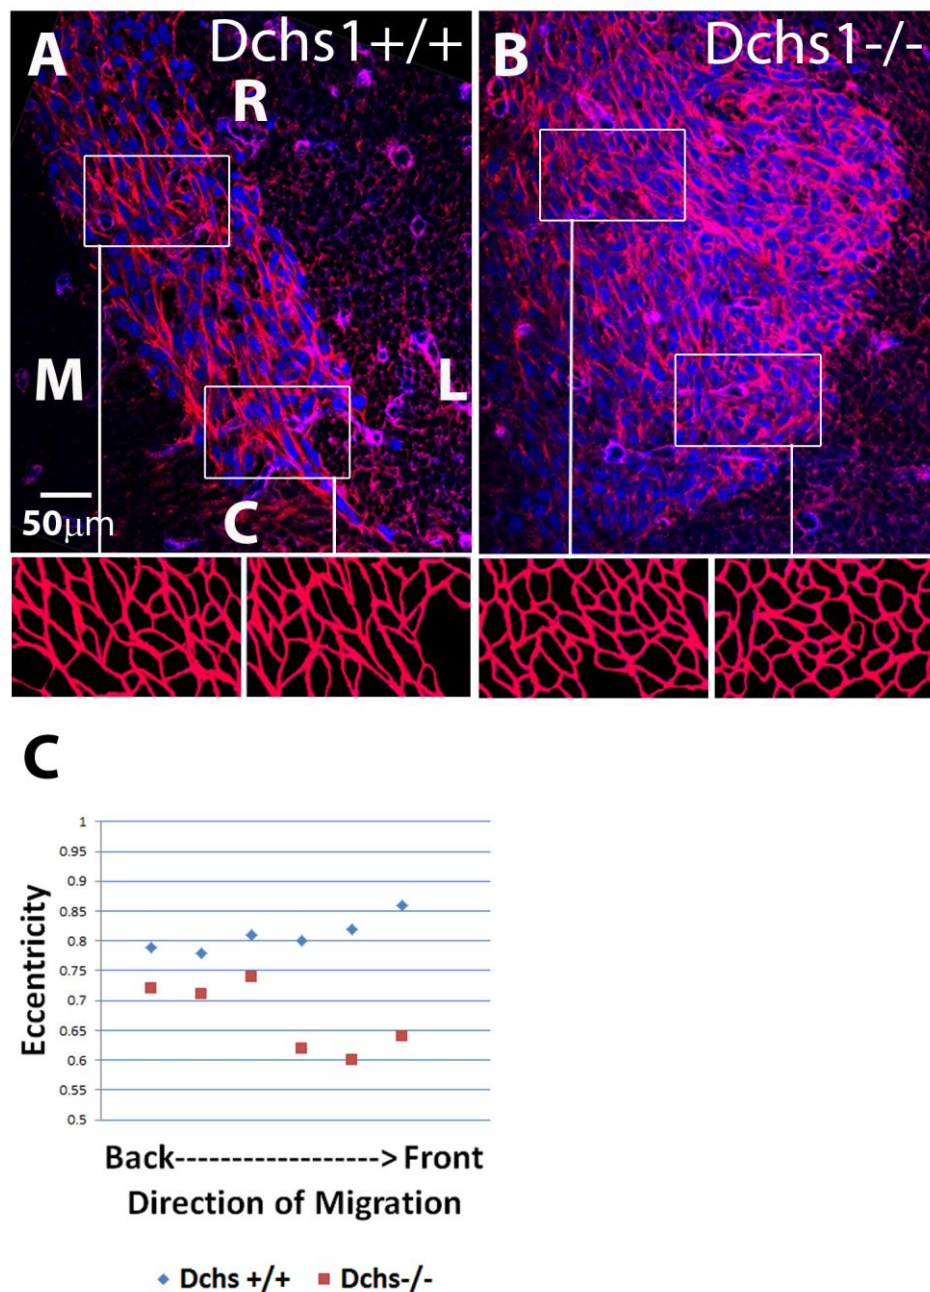 A Dchs1+/+
B Dchs1-/-
R
M
L
50µm
C
C
1
0.95
0.9
0.85
0.8
0.75
0.7
0.65
0.6
0.55
0.5
Eccentricity
Back------------------>Front
Direction of Migration
Dchs +/+ Dchs-/-